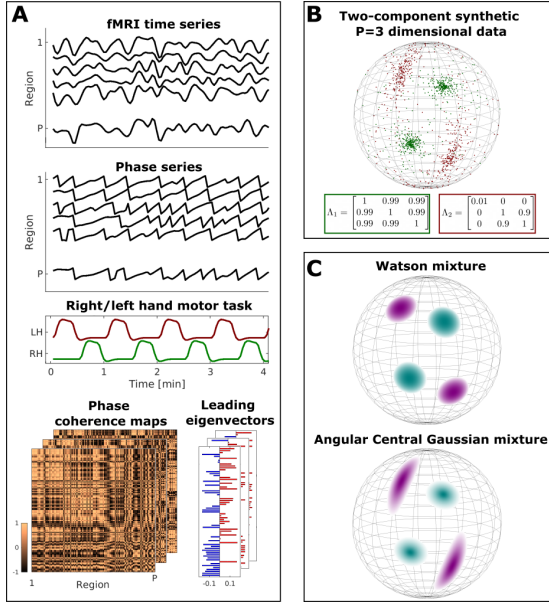 A
fMRI time series
1
Region
P
Phase series
1
Region
P
Right/left hand motor task
LH
RH
0
1
2
3
4
Time [min]
Phase
coherence maps
1
0
-1
1
Region
P
Leading
eigenvectors
-0.1
0.1
B
Two-component synthetic
P=3 dimensional data
Λ1 = [ 1 0.99 0.99
0.99 1 0.99
0.99 0.99 1 ]
Λ2 = [ 0.01 0 0
0 1 0.9
0 0.9 1 ]
C
Watson mixture
Angular Central Gaussian mixture